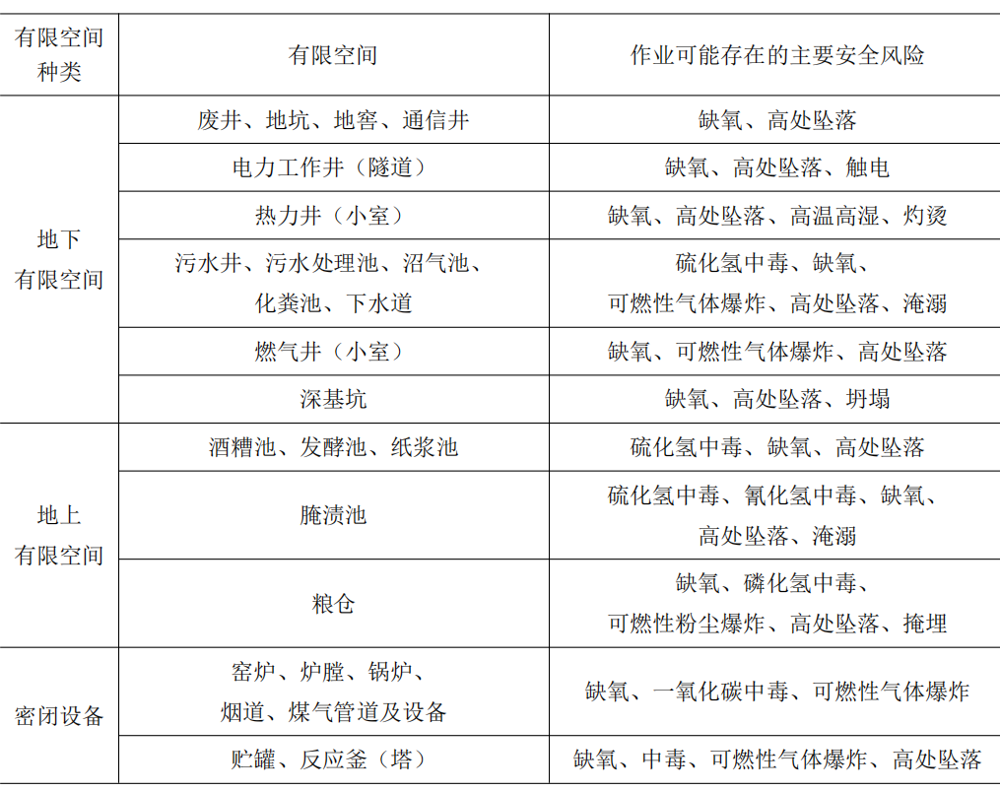 有限空间
种类
有限空间
作业可能存在的主要安全风险
地下
有限空间
废井、地坑、地窖、通信井
缺氧、高处坠落
电力工作井（隧道）
缺氧、高处坠落、触电
热力井（小室）
缺氧、高处坠落、高温高湿、灼烫
污水井、污水处理池、沼气池、
化粪池、下水道
硫化氢中毒、缺氧、
可燃性气体爆炸、高处坠落、淹溺
燃气井（小室）
缺氧、可燃性气体爆炸、高处坠落
深基坑
缺氧、高处坠落、坍塌
地上
有限空间
酒糟池、发酵池、纸浆池
硫化氢中毒、缺氧、高处坠落
腌渍池
硫化氢中毒、氰化氢中毒、缺氧、
高处坠落、淹溺
粮仓
缺氧、磷化氢中毒、
可燃性粉尘爆炸、高处坠落、掩埋
密闭设备
窑炉、炉膛、锅炉、
烟道、煤气管道及设备
缺氧、一氧化碳中毒、可燃性气体爆炸
贮罐、反应釜（塔）
缺氧、中毒、可燃性气体爆炸、高处坠落